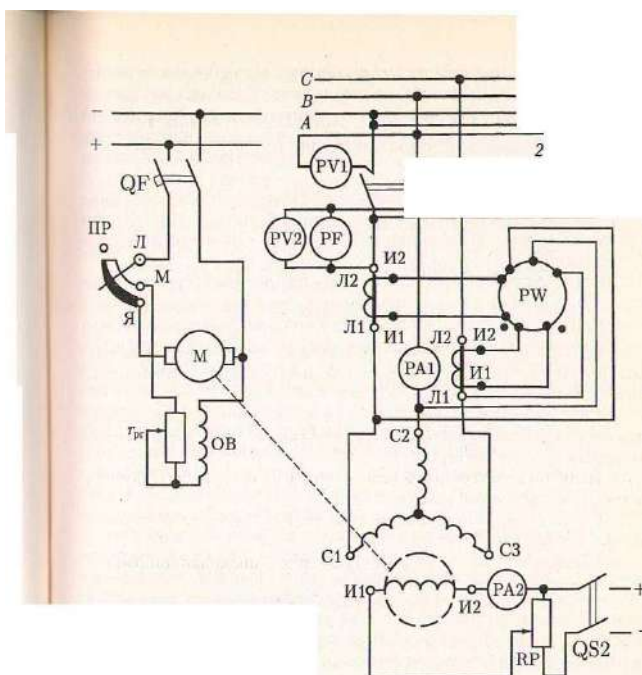 C
B
A
−
+
2
PV1
QF
ПР
Л
PV2
PF
И2
М
Л2
PW
Я
Л1
И1
Л2
И2
М
PA1
И1
Л1
C2
r рг
ОВ
C1
C3
И1
И2
PA2
+
−
RP
QS2